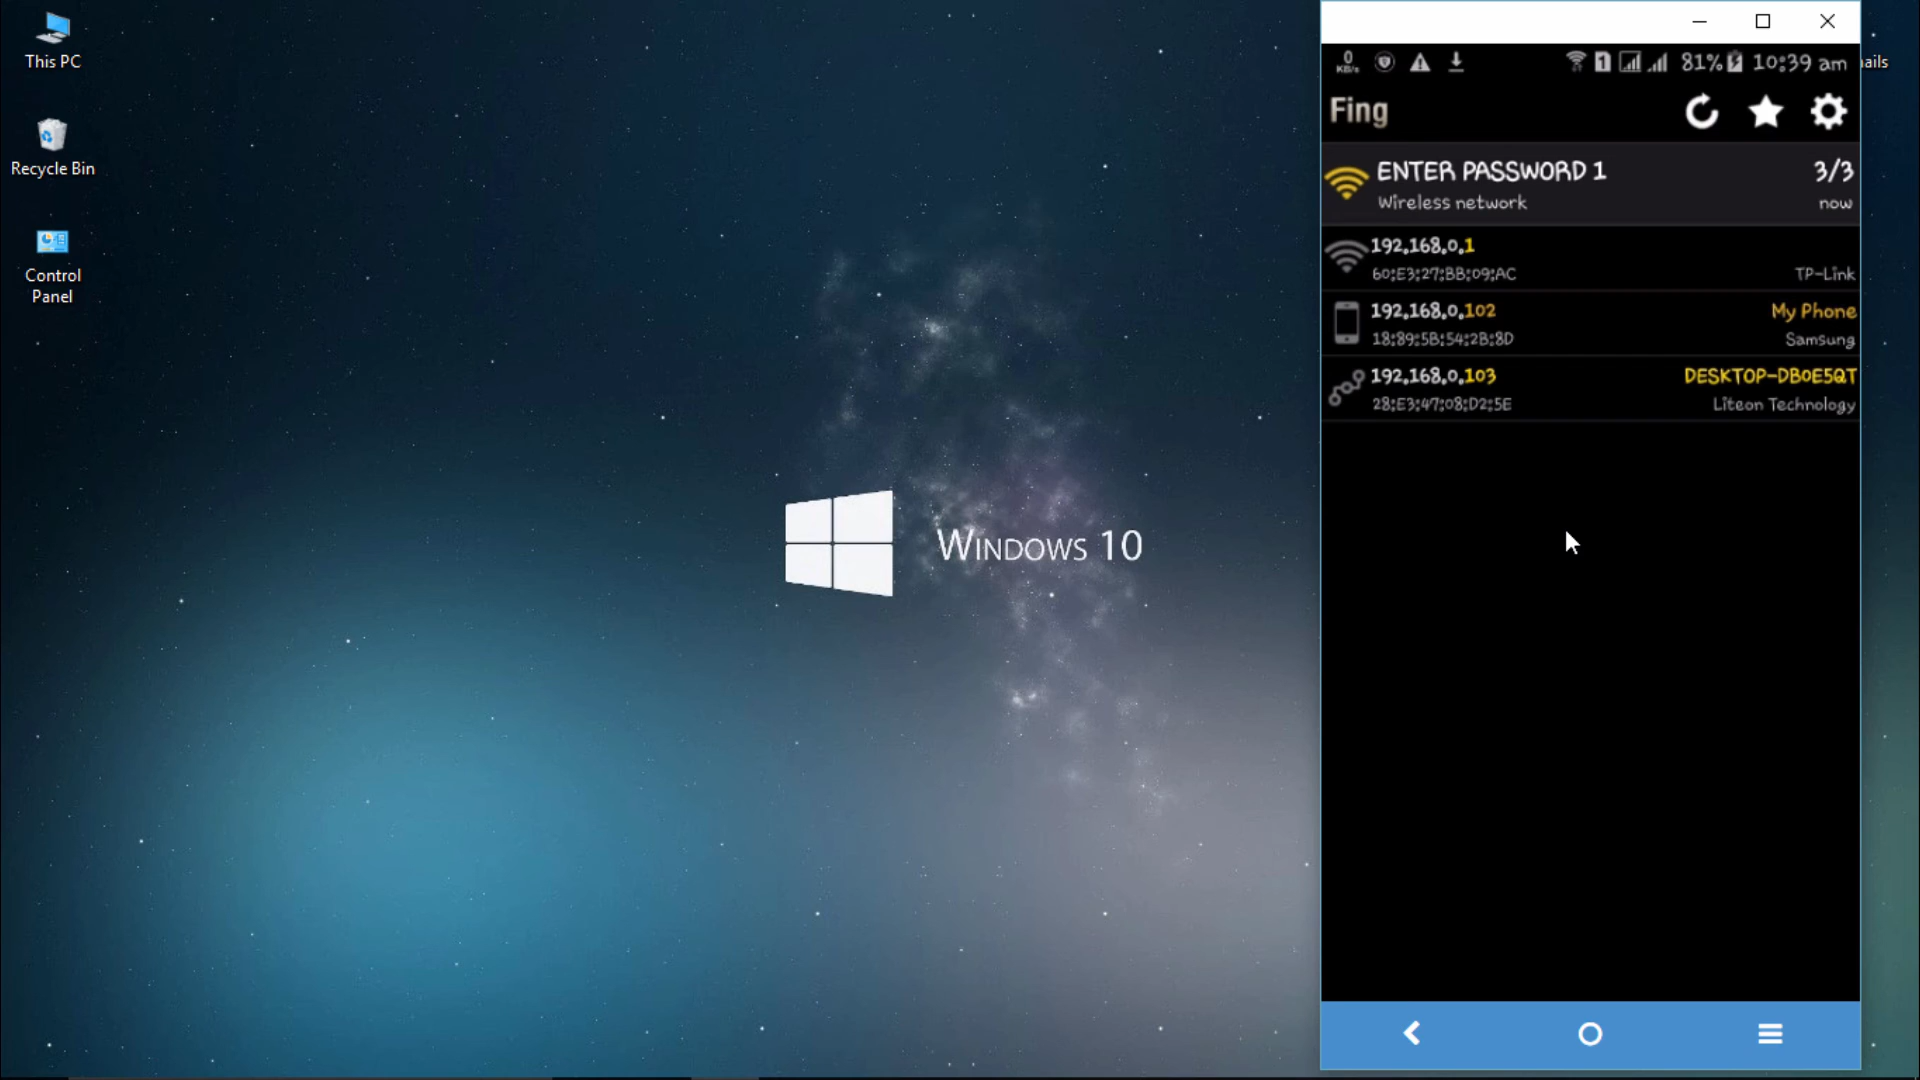 This PC
Recycle Bin
Control
Panel
WINDOWS 10
0
KB/s
1
81%
10:39 am
ails
Fing
ENTER PASSWORD 1
3/3
Wireless network
now
192.168.0.1
60:E3:27:BB:09:AC
TP-Link
192.168.0.102
My Phone
18:89:5B:54:2B:8D
Samsung
192.168.0.103
DESKTOP-DB0E5QT
28:E3:47:08:D2:5E
Liteon Technology